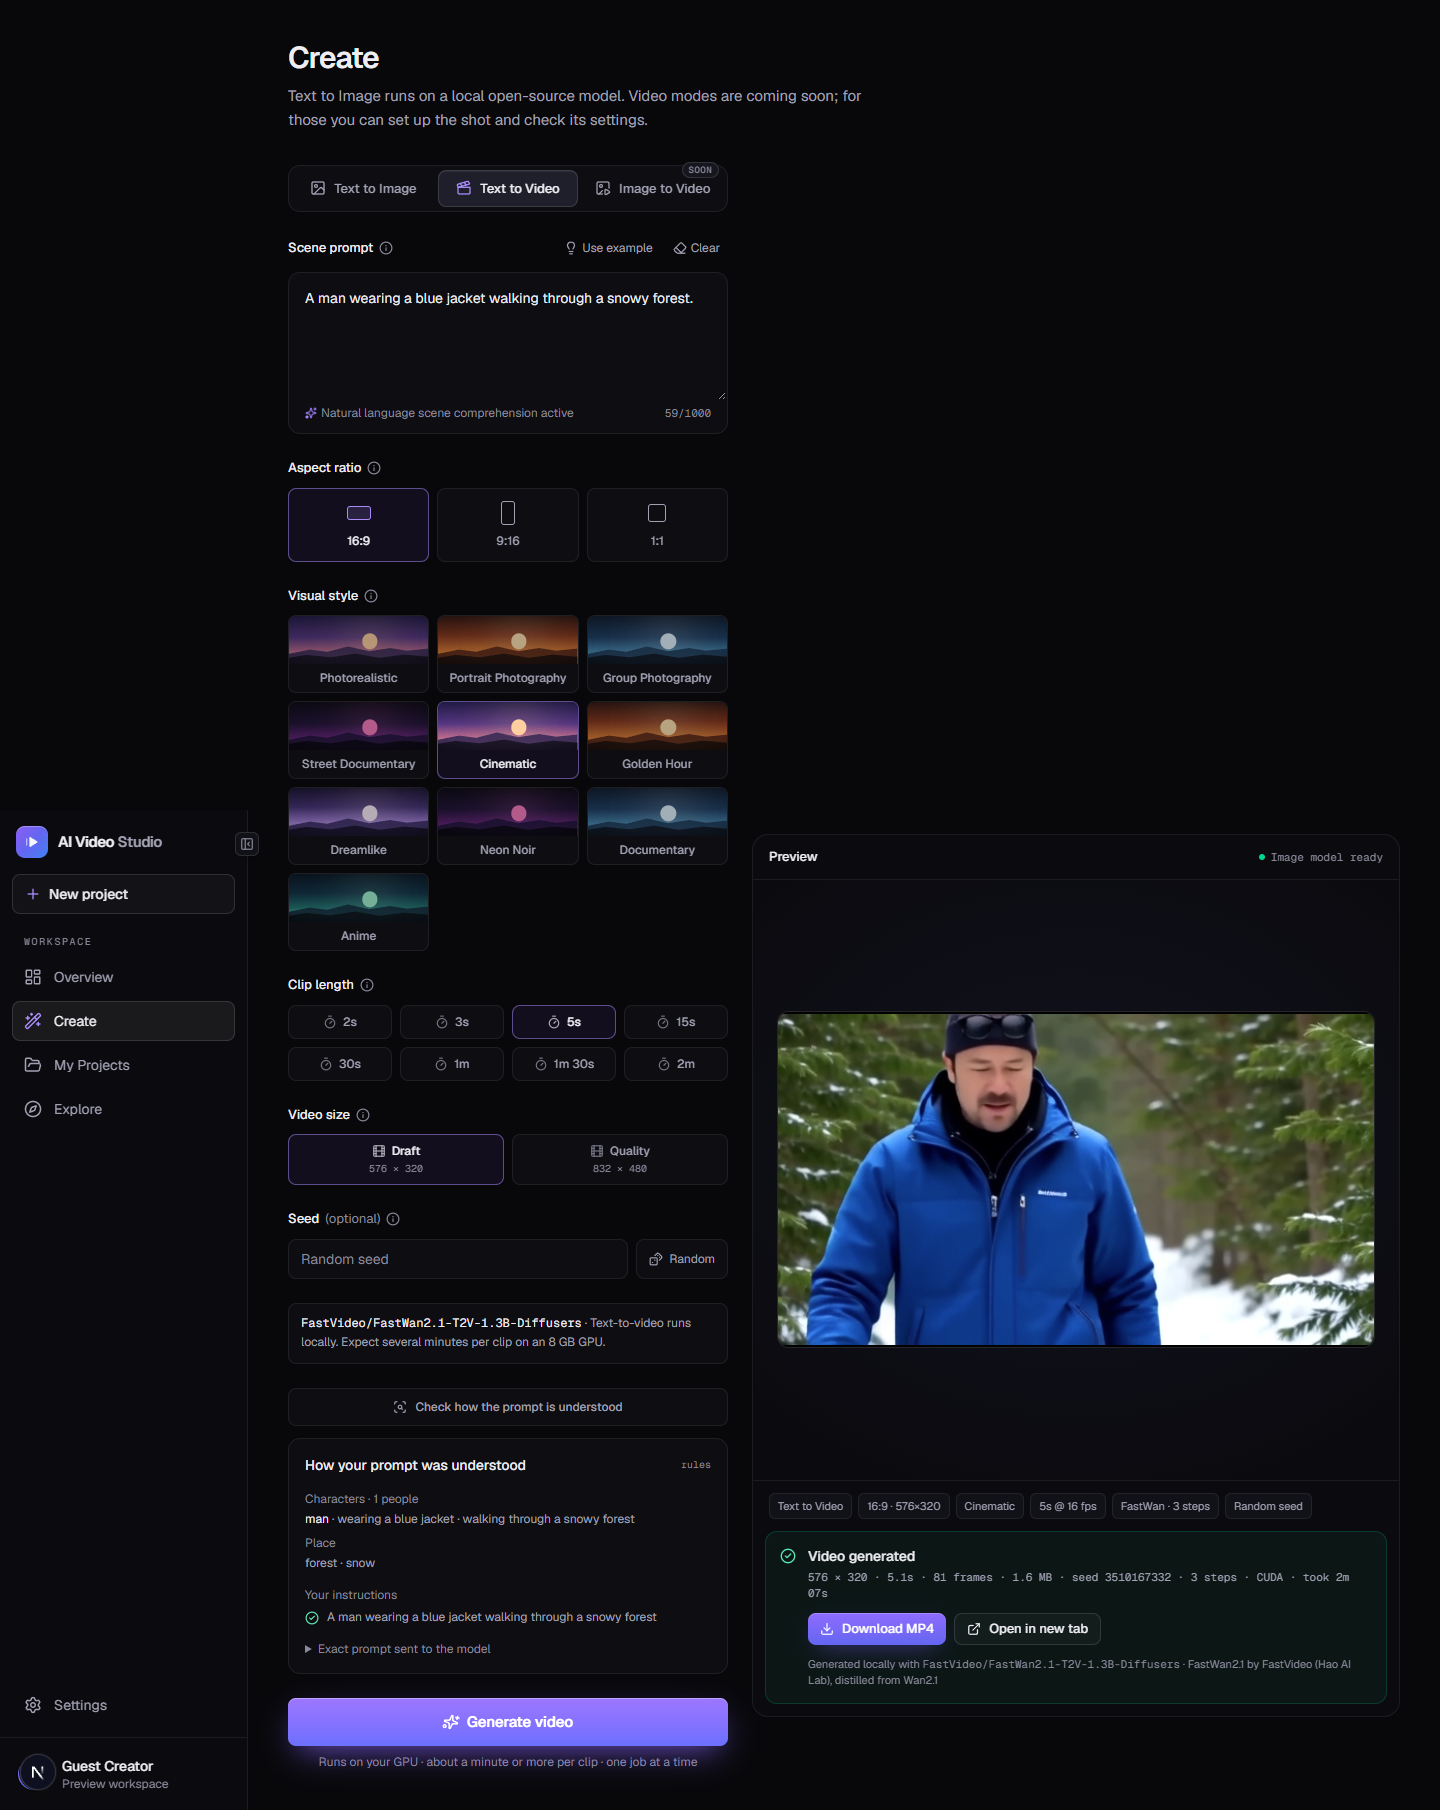 Create
Text to Image runs on a local open-source model. Video modes are coming soon; for
those you can set up the shot and check its settings.
Text to Image
Text to Video
Image to Video
SOON
Scene prompt
Use example
Clear
A man wearing a blue jacket walking through a snowy forest.
Natural language scene comprehension active
59/1000
Aspect ratio
16:9
9:16
1:1
Visual style
Photorealistic
Portrait Photography
Group Photography
Street Documentary
Cinematic
Golden Hour
Dreamlike
Neon Noir
Documentary
Anime
Clip length
2s
3s
5s
15s
30s
1m
1m 30s
2m
Video size
Draft
576 × 320
Quality
832 × 480
Seed (optional)
Random seed
Random
FastVideo/FastWan2.1-T2V-1.3B-Diffusers · Text-to-video runs
locally. Expect several minutes per clip on an 8 GB GPU.
Check how the prompt is understood
How your prompt was understood
rules
Characters · 1 people
man · wearing a blue jacket · walking through a snowy forest
Place
forest · snow
Your instructions
A man wearing a blue jacket walking through a snowy forest
Exact prompt sent to the model
Generate video
Runs on your GPU · about a minute or more per clip · one job at a time
AI Video Studio
New project
WORKSPACE
Overview
Create
My Projects
Explore
Settings
N
Guest Creator
Preview workspace
Preview
Image model ready
Text to Video
16:9 · 576×320
Cinematic
5s @ 16 fps
FastWan · 3 steps
Random seed
Video generated
576 × 320 · 5.1s · 81 frames · 1.6 MB · seed 3510167332 · 3 steps · CUDA · took 2m
07s
Download MP4
Open in new tab
Generated locally with FastVideo/FastWan2.1-T2V-1.3B-Diffusers · FastWan2.1 by FastVideo (Hao AI
Lab), distilled from Wan2.1